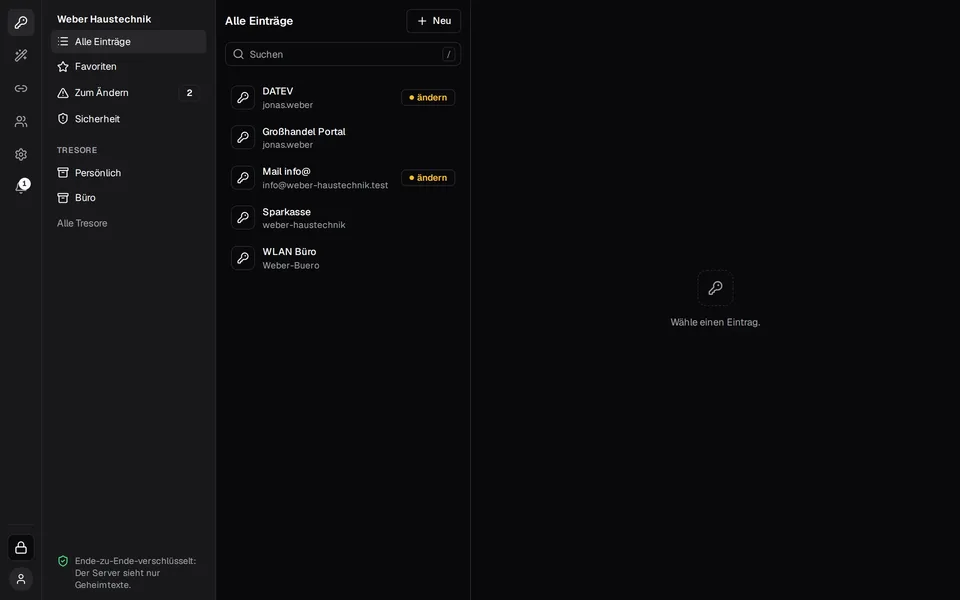 Weber Haustechnik
Alle Einträge
Favoriten
Zum Ändern 2
Sicherheit
TRESORE
Persönlich
Büro
Alle Tresore
1
Ende-zu-Ende-verschlüsselt:
Der Server sieht nur
Geheimtexte.
Alle Einträge
Neu
Suchen /
DATEV
jonas.weber
ändern
Großhandel Portal
jonas.weber
Mail info@
info@weber-haustechnik.test
ändern
Sparkasse
weber-haustechnik
WLAN Büro
Weber-Buero
Wähle einen Eintrag.